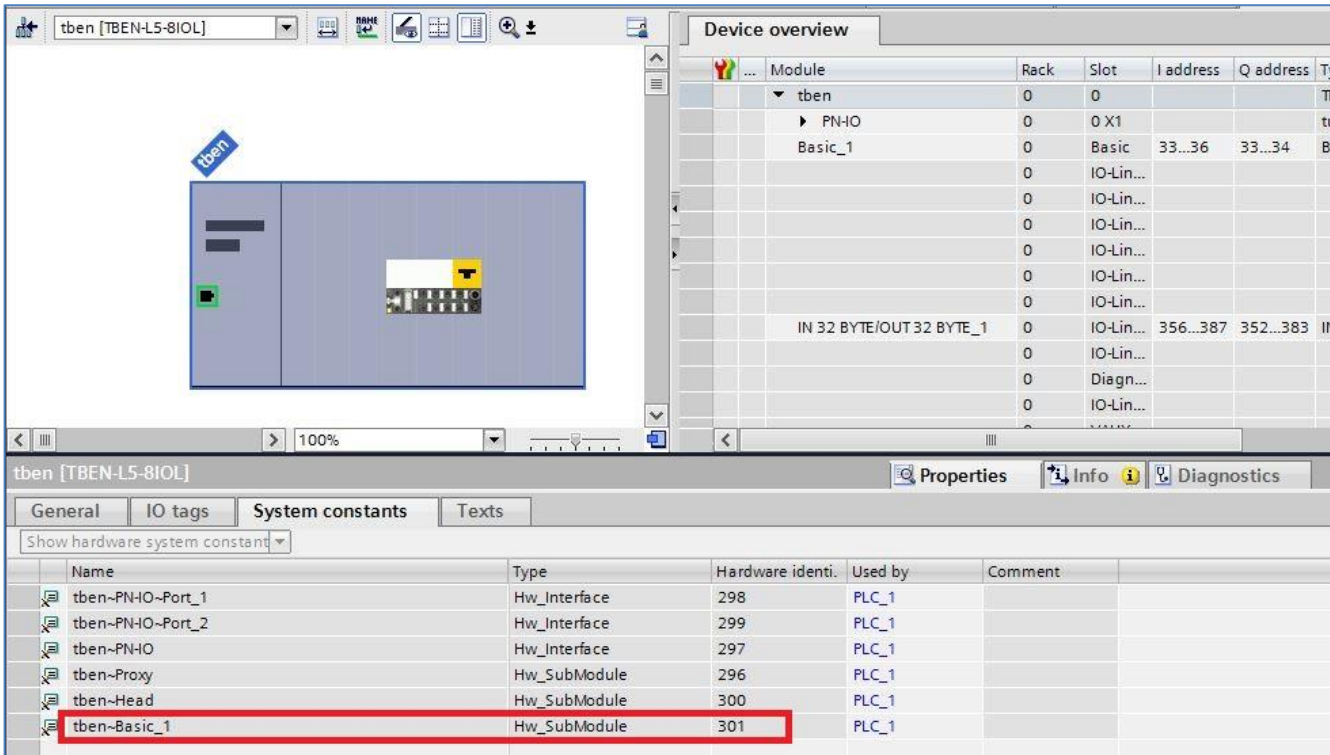 tben [TBEN-L5-8IOL]
NAME
Device overview
... Module Rack Slot I address Q address
tben 0 0
PN-IO 0 0 X1
Basic_1 0 Basic 33...36 33...34 B
0 IO-Lin...
0 IO-Lin...
0 IO-Lin...
0 IO-Lin...
0 IO-Lin...
0 IO-Lin...
IN 32 BYTE/OUT 32 BYTE_1 0 IO-Lin... 356...387 352...383
0 IO-Lin...
0 Diagn...
0 IO-Lin...
tben
100%
tben [TBEN-L5-8IOL]
Properties Info Diagnostics
General IO tags System constants Texts
Show hardware system constant
Name Type Hardware identi. Used by Comment
tben~PN-IO~Port_1 Hw_Interface 298 PLC_1
tben~PN-IO~Port_2 Hw_Interface 299 PLC_1
tben~PN-IO Hw_Interface 297 PLC_1
tben~Proxy Hw_SubModule 296 PLC_1
tben~Head Hw_SubModule 300 PLC_1
tben~Basic_1 Hw_SubModule 301 PLC_1